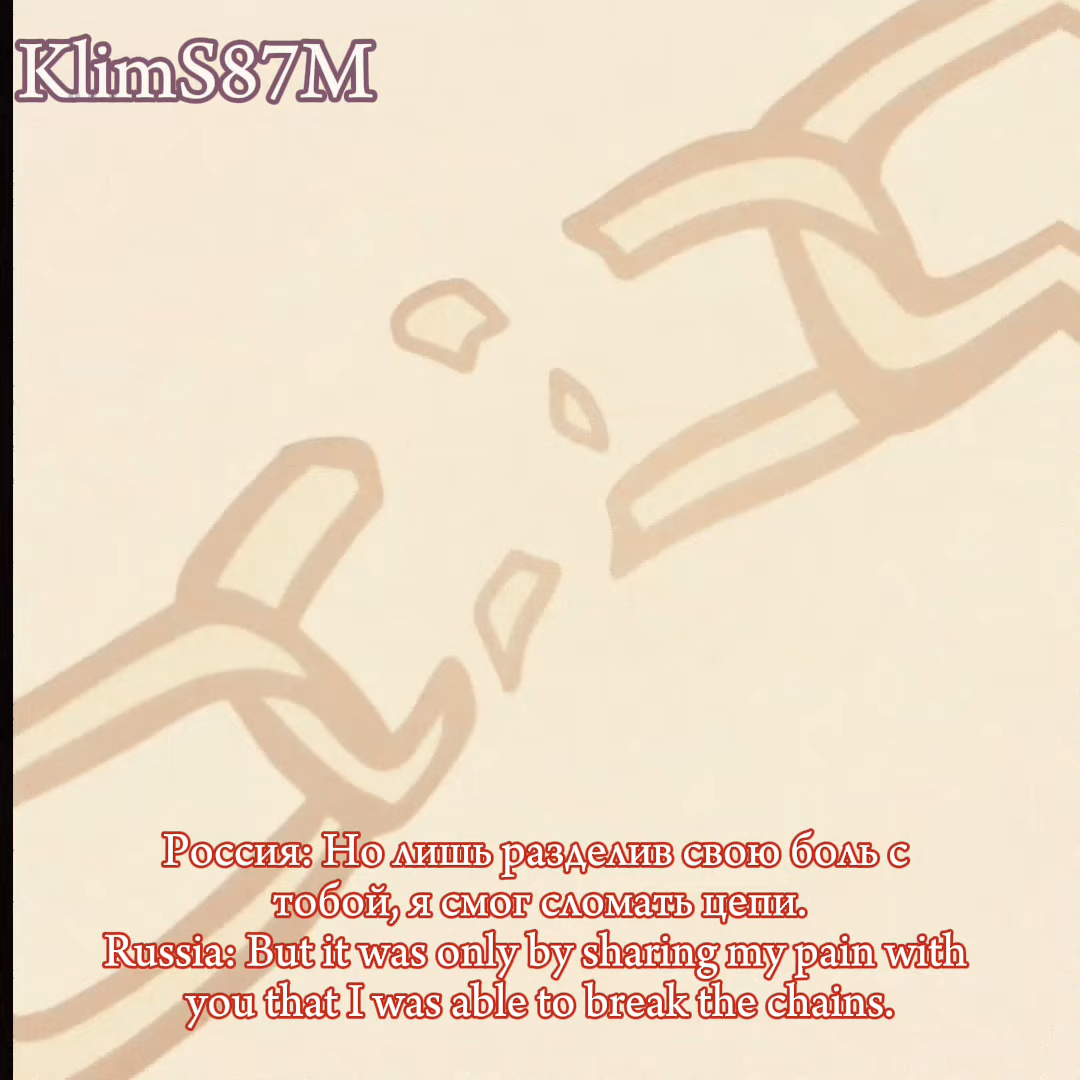 KlimS87M
Россия: Но лишь разделив свою боль с
тобой, я смог сломать цепи.
Russia: But it was only by sharing my pain with
you that I was able to break the chains.